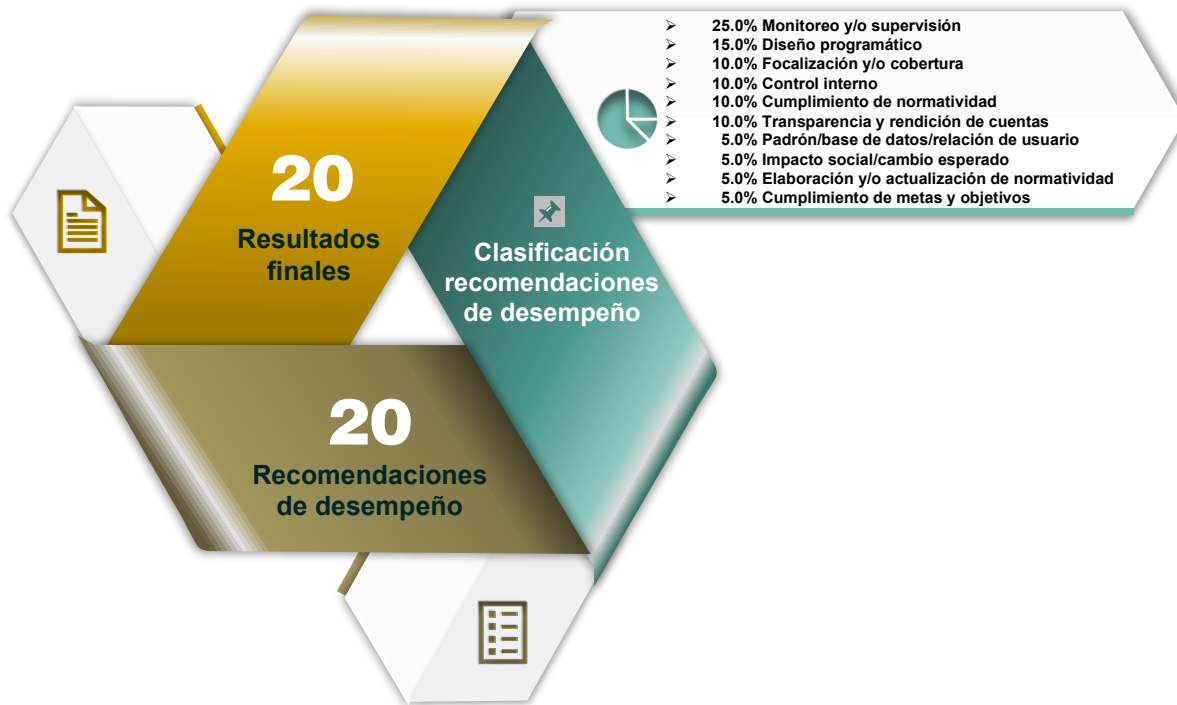 20
Resultados
finales
Clasificación
recomendaciones
de desempeño
20
Recomendaciones
de desempeño
➢ 25.0% Monitoreo y/o supervisión
➢ 15.0% Diseño programático
➢ 10.0% Focalización y/o cobertura
➢ 10.0% Control interno
➢ 10.0% Cumplimiento de normatividad
➢ 10.0% Transparencia y rendición de cuentas
➢ 5.0% Padrón/base de datos/relación de usuario
➢ 5.0% Impacto social/cambio esperado
➢ 5.0% Elaboración y/o actualización de normatividad
➢ 5.0% Cumplimiento de metas y objetivos